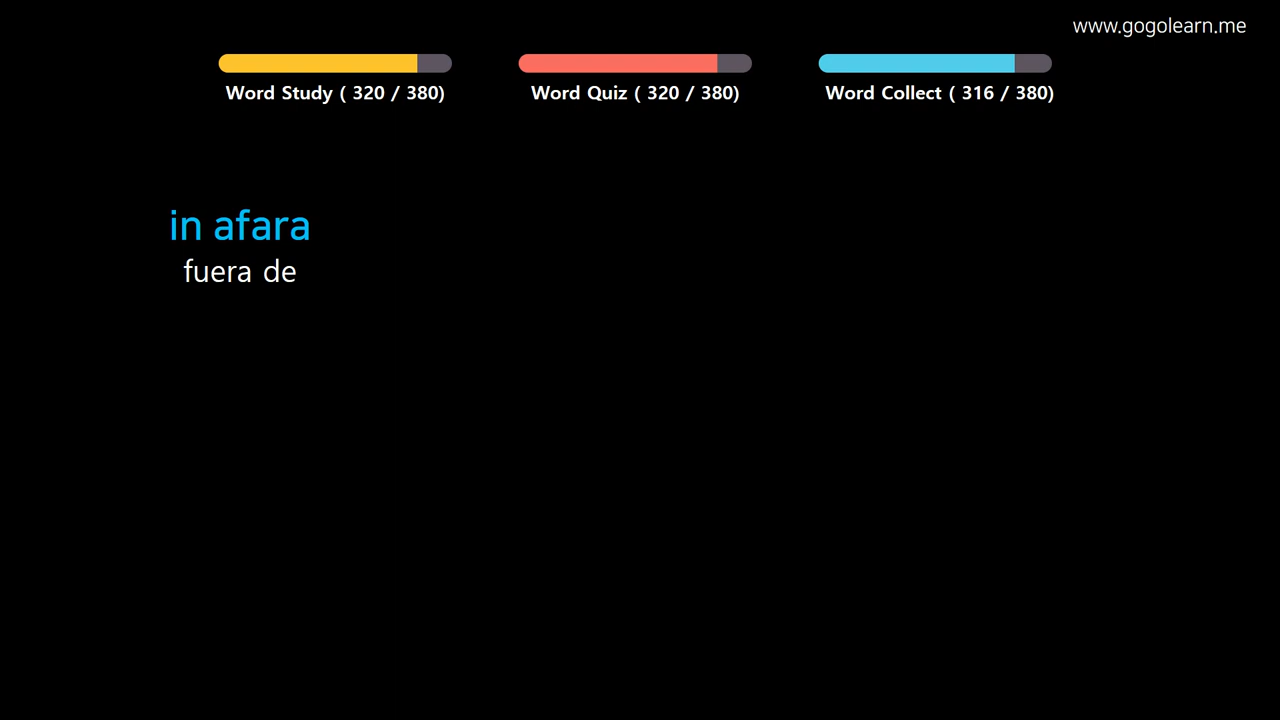 www.gogolearn.me
Word Study ( 320 / 380)
Word Quiz ( 320 / 380)
Word Collect ( 316 / 380)
in afara
fuera de